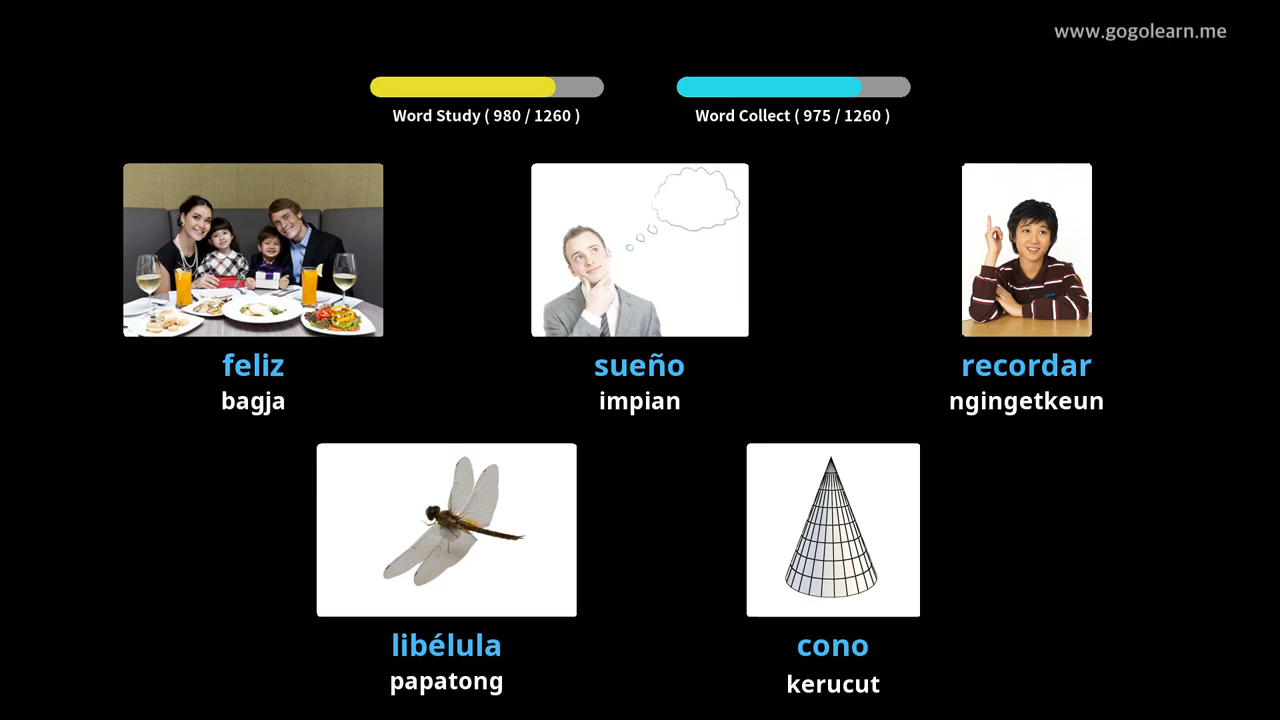 www.gogolearn.me
Word Study ( 980 / 1260 )
Word Collect ( 975 / 1260 )
feliz
bagja
sueño
impian
recordar
ngingetkeun
libélula
papatong
cono
kerucut